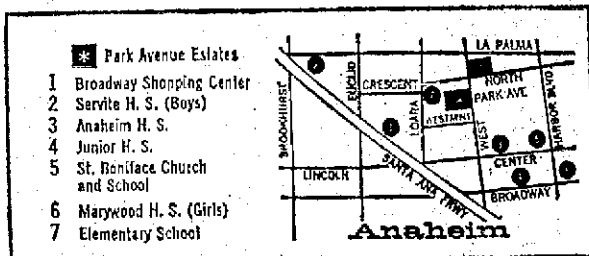 * Park Avenue Estates
1 Broadway Shopping Center
2 Servite H. S. (Boys)
3 Anaheim H. S.
4 Junior H. S.
5 St. Boniface Church
and School
6 Marywood H. S. (Girls)
7 Elementary School
LA PALMA
NORTH
PARK AVE
CRESCENT
BROOKHURST
EUCLID
LOARA
WESTMONT
WEST
HARBOR BLVD
LINCOLN
SANTA ANA FRWY
CENTER
BROADWAY
Anaheim